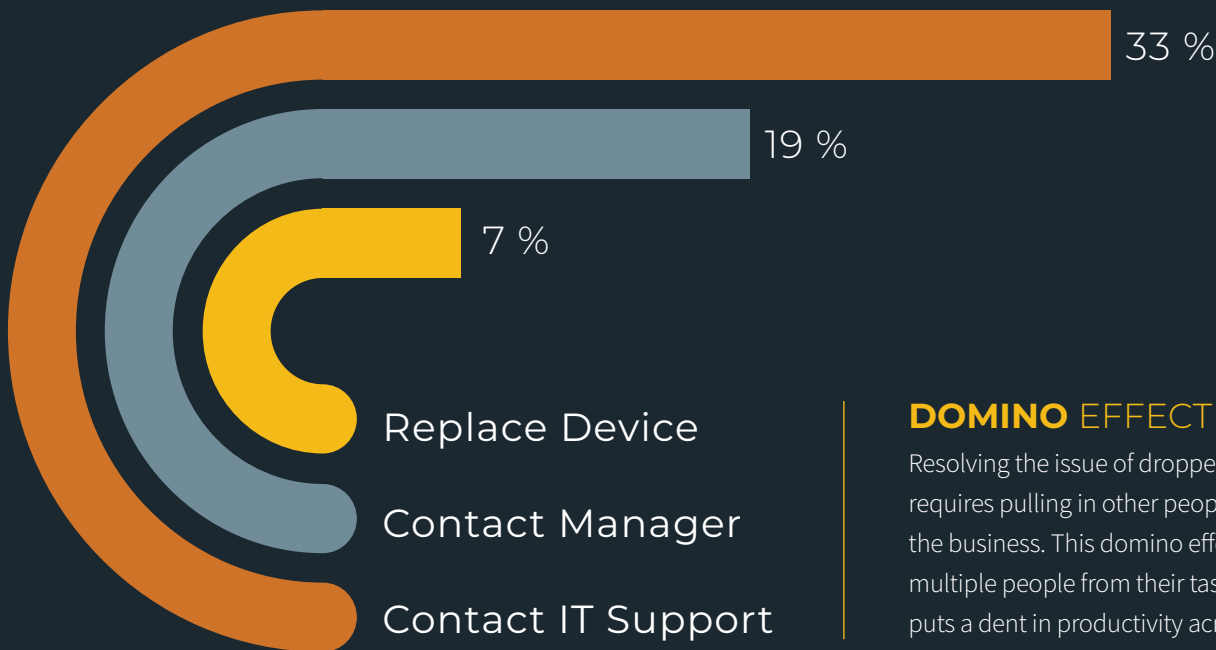 33 %
19 %
7 %
Replace Device
Contact Manager
Contact IT Support
DOMINO EFFECT
Resolving the issue of
requires pulling in other
the business. This domino
multiple people from their
puts a dent in productivity